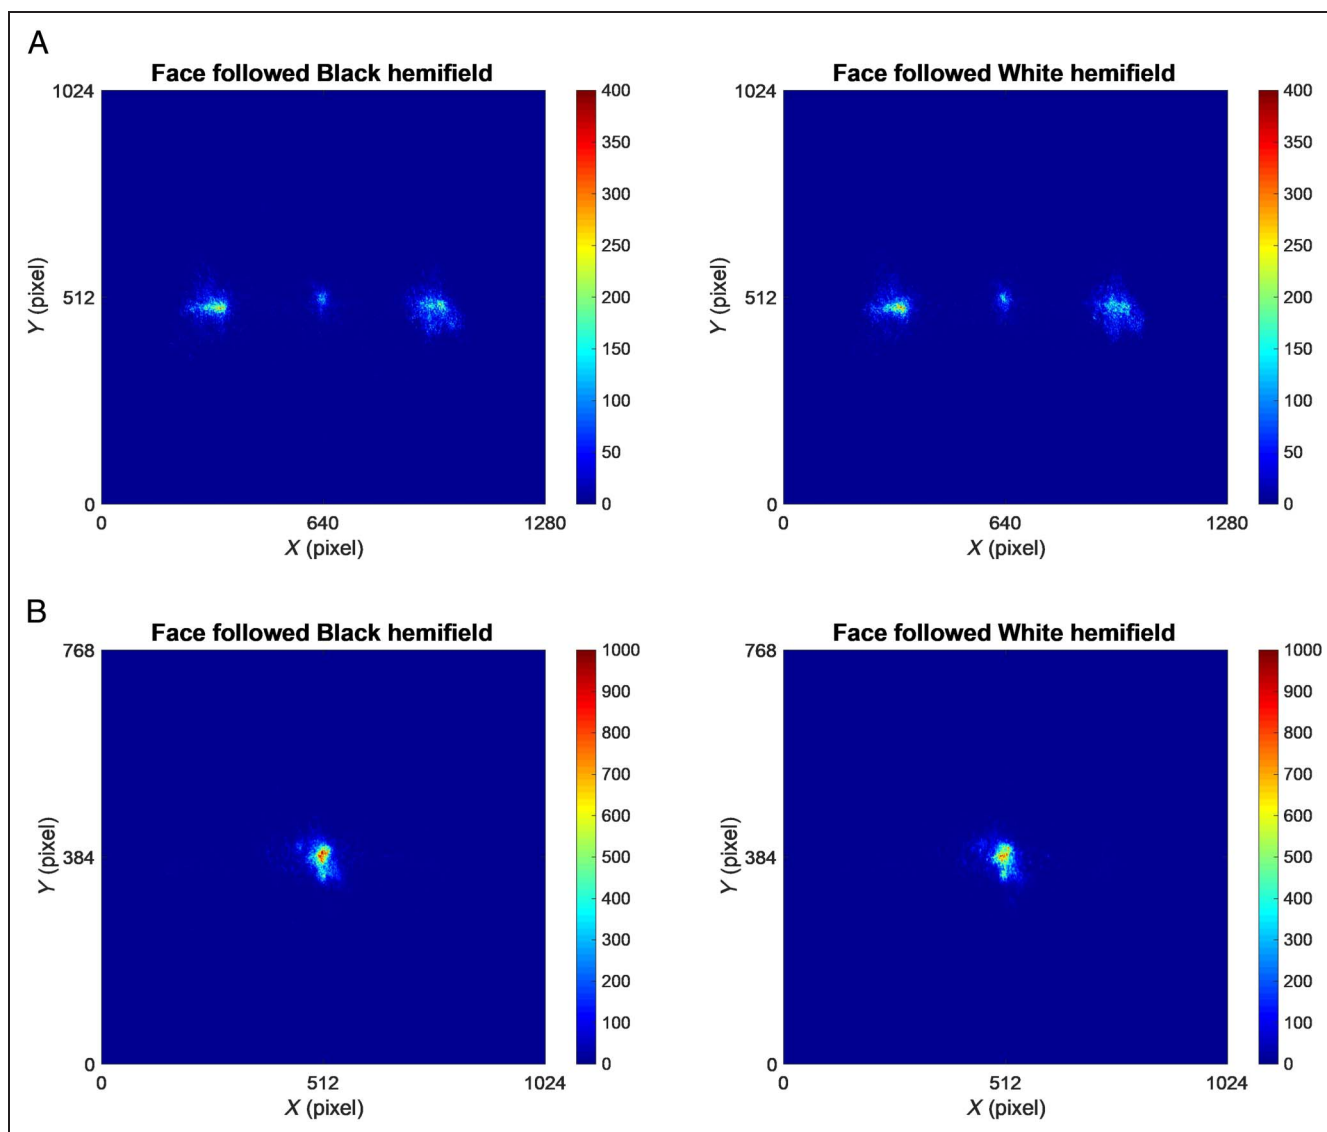 A
Face followed Black hemifield
Face followed White hemifield
1024
512
0
Y (pixel)
0 640 1280
X (pixel)
400
350
300
250
200
150
100
50
0
1024
512
0
Y (pixel)
0 640 1280
X (pixel)
400
350
300
250
200
150
100
50
0
B
Face followed Black hemifield
Face followed White hemifield
768
384
0
Y (pixel)
0 512 1024
X (pixel)
1000
900
800
700
600
500
400
300
200
100
0
768
384
0
Y (pixel)
0 512 1024
X (pixel)
1000
900
800
700
600
500
400
300
200
100
0